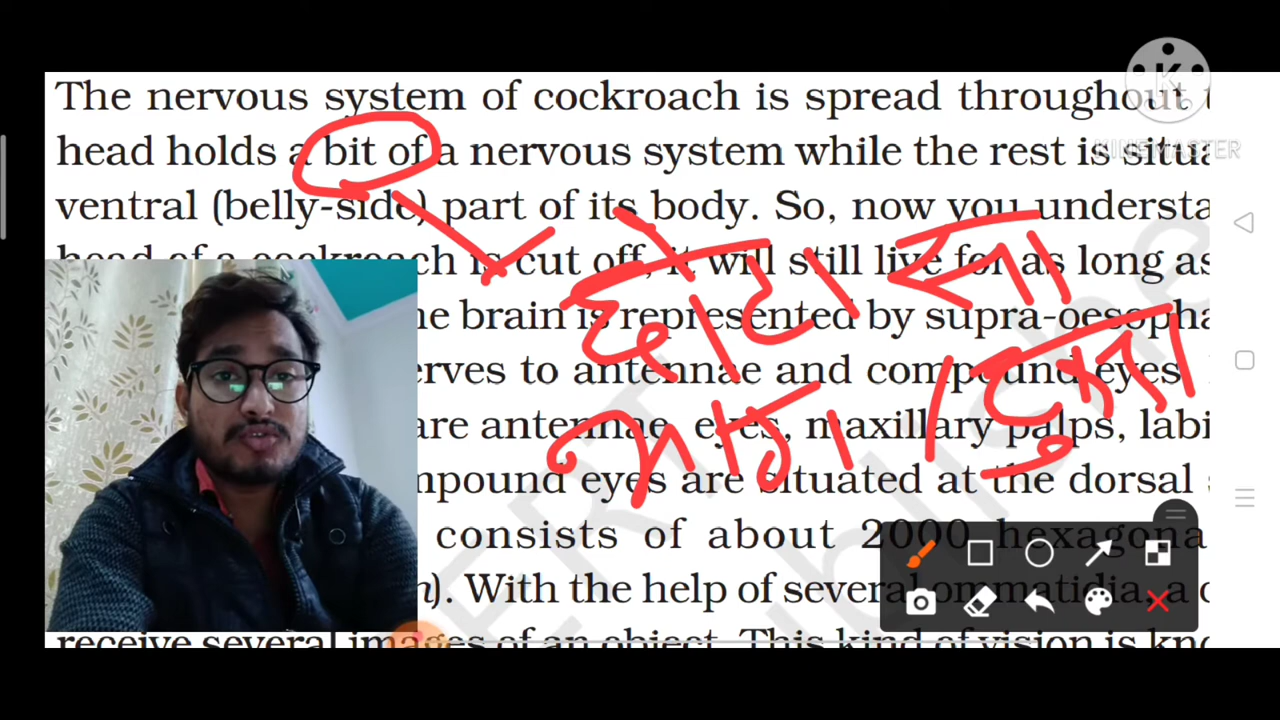 The nervous system of cockroach is spread throughout
head holds a bit of a nervous system while the rest is situa
ventral (belly-side) part of its body. So, now you understa
head of a cockroach is cut off, it will still live for as long as
he brain is represented by supra-oesopha
erves to antennae and compound eyes.
are antennae, eyes, maxillary palps, labi
mpound eyes are situated at the dorsal s
consists of about 2000 hexagona
). With the help of several ommatidia, a
receive several images of an object. This kind of vision is kno
छोटा सा
भाग / टुकड़ा
K
KINEMASTER